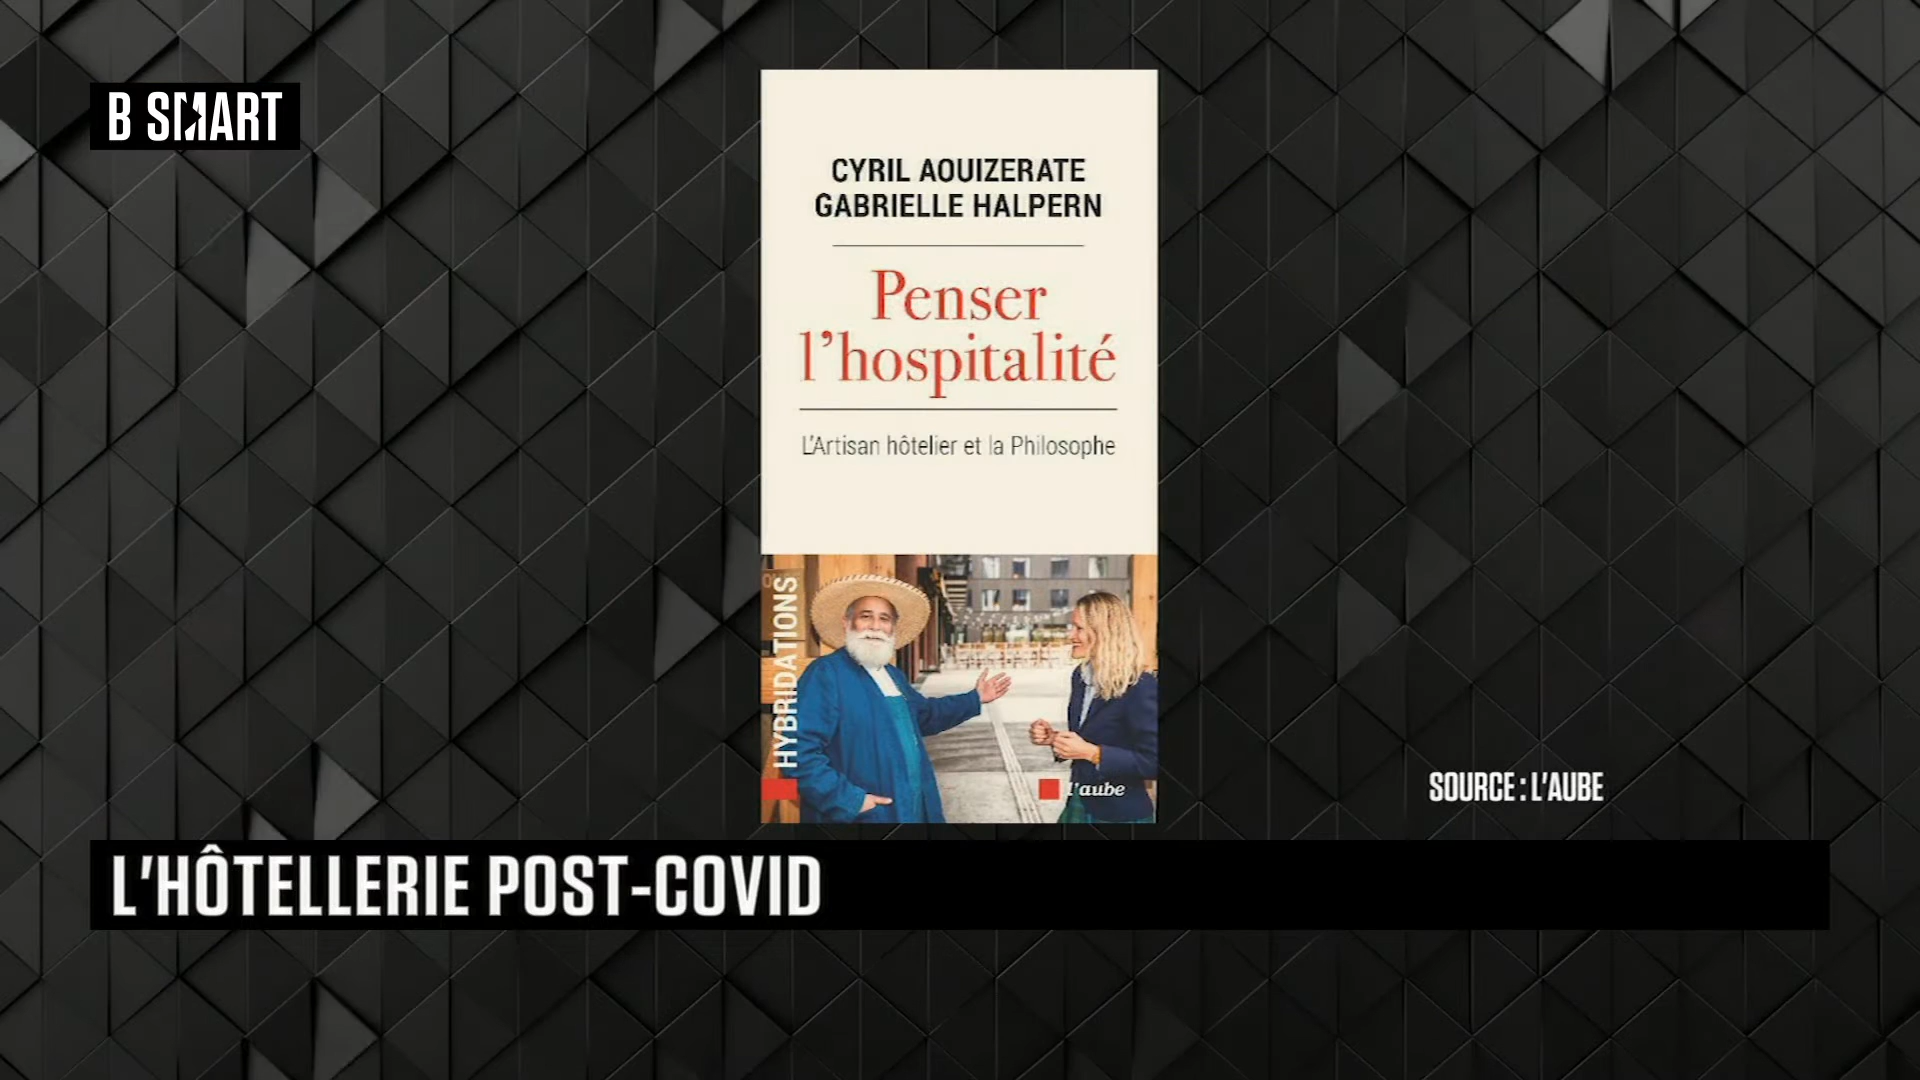 B SMART
CYRIL AOUIZERATE
GABRIELLE HALPERN
Penser
l'hospitalité
L'Artisan hôtelier et la Philosophe
HYBRIDATIONS
l'aube
SOURCE : L'AUBE
L'HÔTELLERIE POST-COVID